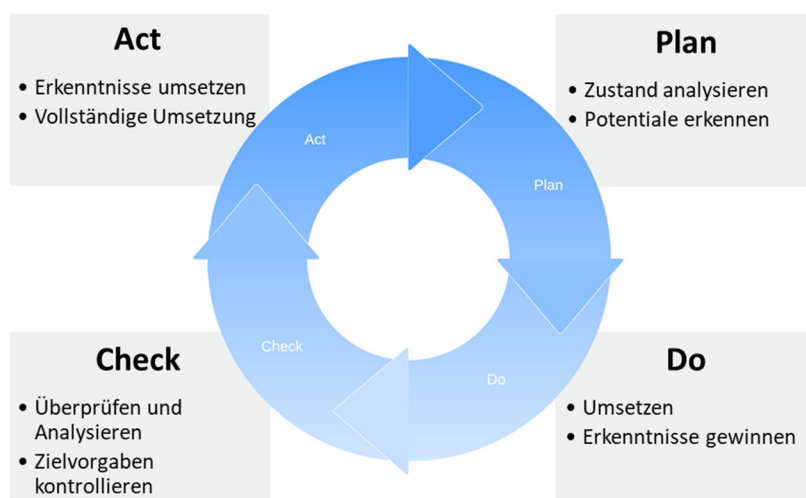 Act
• Erkenntnisse umsetzen
• Vollständige Umsetzung
Plan
• Zustand analysieren
• Potentiale erkennen
Act
Plan
Check
Do
Check
• Überprüfen und
Analysieren
• Zielvorgaben
kontrollieren
Do
• Umsetzen
• Erkenntnisse gewinnen